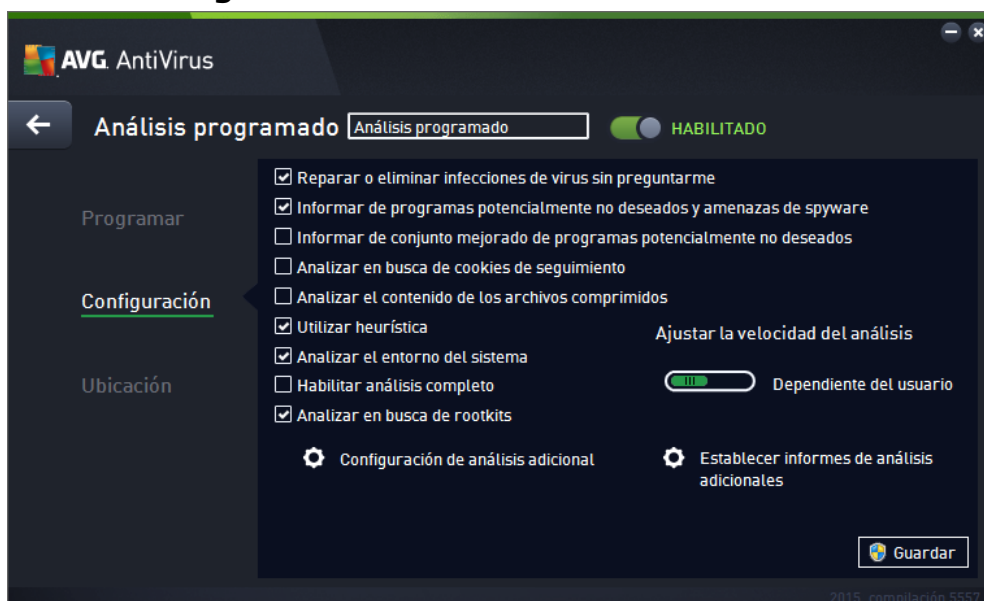 AVG. AntiVirus
Análisis programado
Análisis programado
HABILITADO
Programar
Configuración
Ubicación
Reparar o eliminar infecciones de virus sin preguntarme
Informar de programas potencialmente no deseados y amenazas de spyware
Informar de conjunto mejorado de programas potencialmente no deseados
Analizar en busca de cookies de seguimiento
Analizar el contenido de los archivos comprimidos
Utilizar heurística
Analizar el entorno del sistema
Habilitar análisis completo
Analizar en busca de rootkits
Ajustar la velocidad del análisis
Dependiente del usuario
Configuración de análisis adicional
Establecer informes de análisis
adicionales
Guardar
2015, compilación 5557